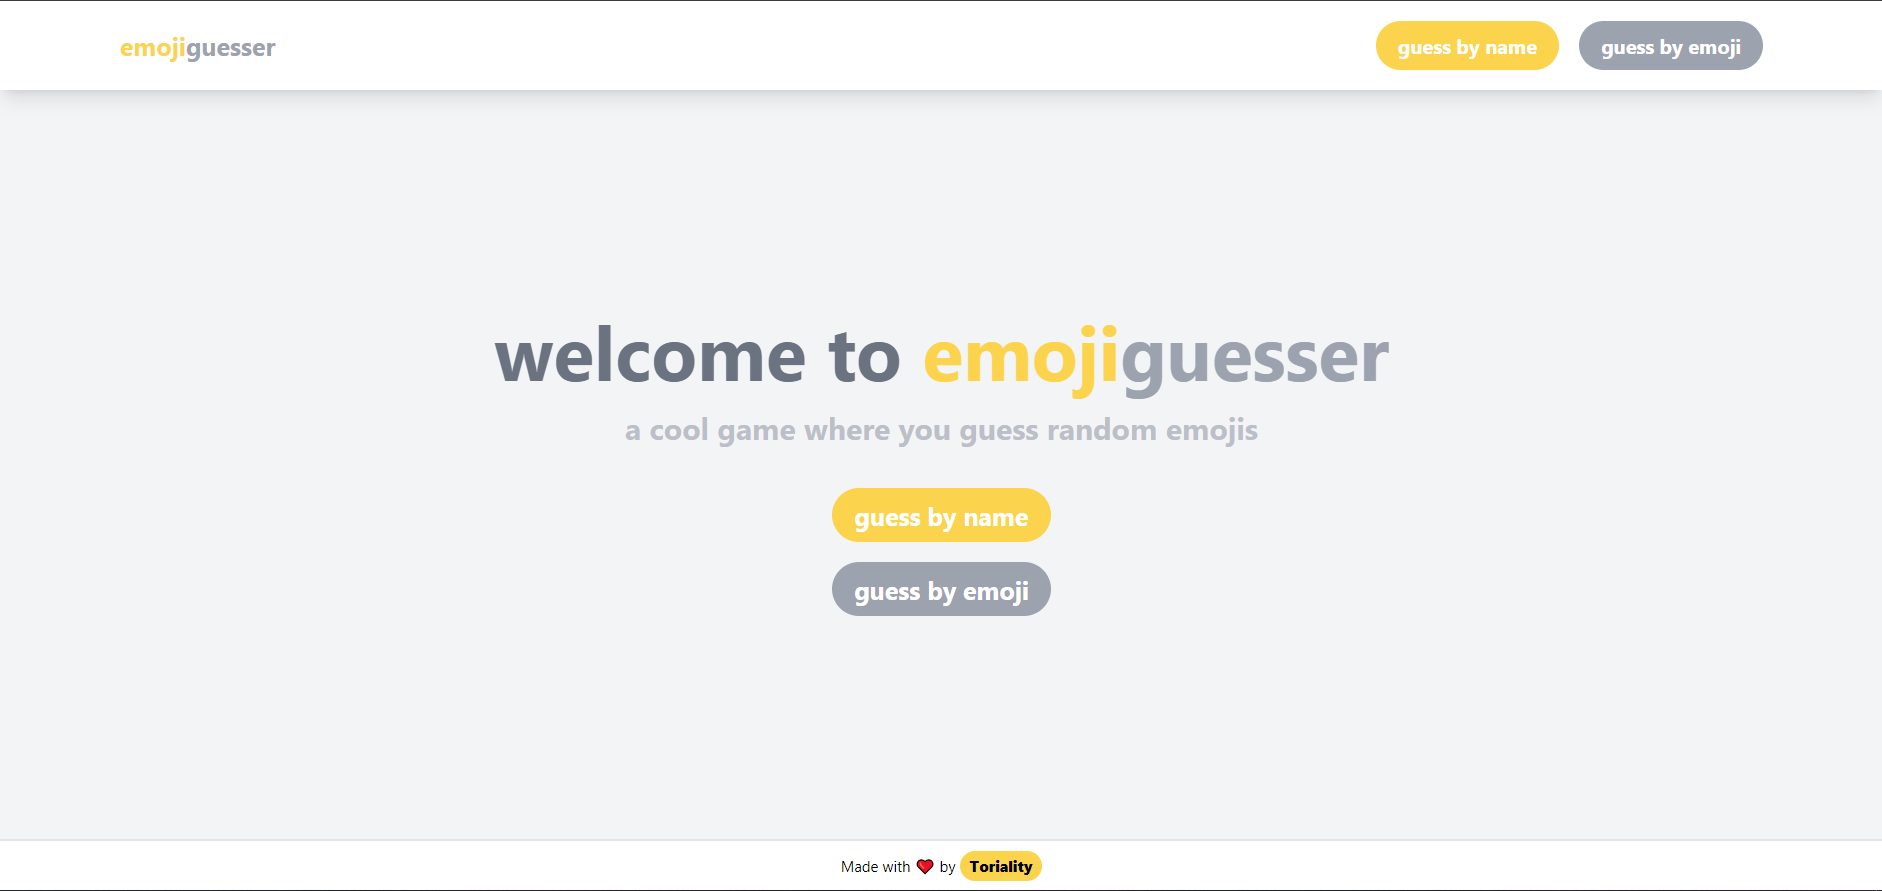 emojiguesser
guess by name
guess by emoji
welcome to emojiguesser
a cool game where you guess random emojis
guess by name
guess by emoji
Made with ❤ by Toriality